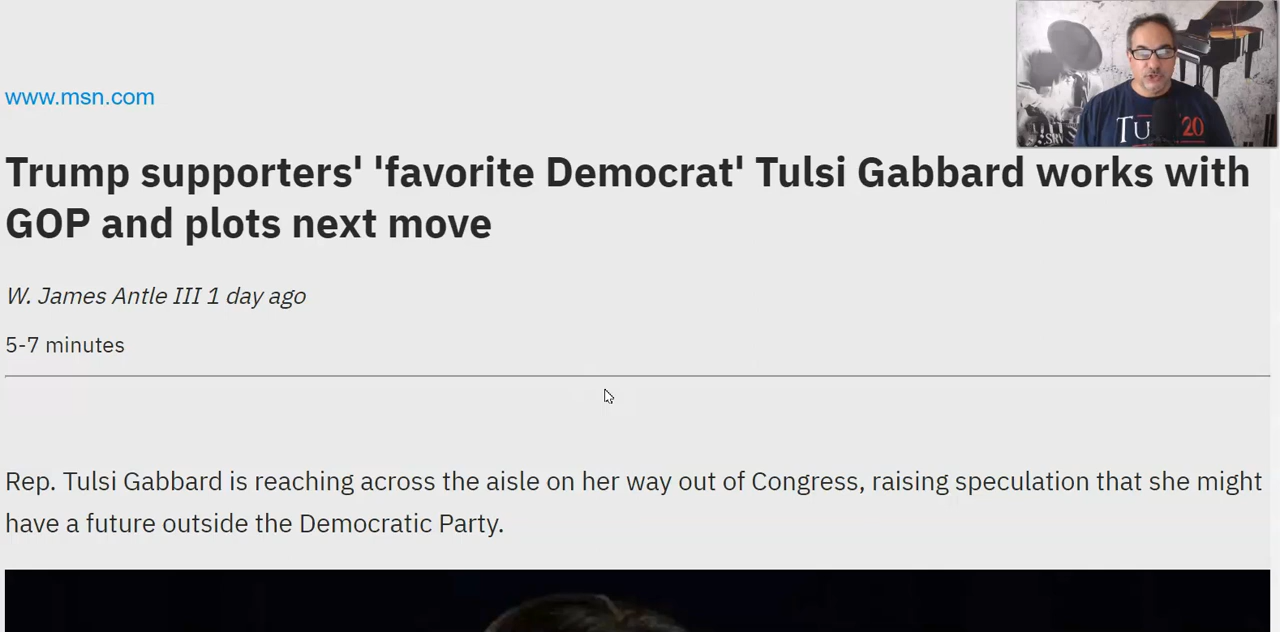 www.msn.com
Trump supporters' 'favorite Democrat' Tulsi Gabbard works with
GOP and plots next move
W. James Antle III 1 day ago
5-7 minutes
Rep. Tulsi Gabbard is reaching across the aisle on her way out of Congress, raising speculation that she might
have a future outside the Democratic Party.
'20